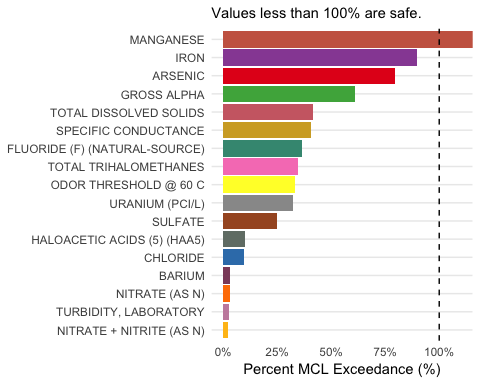 Values less than 100% are safe.
MANGANESE
IRON
ARSENIC
GROSS ALPHA
TOTAL DISSOLVED SOLIDS
SPECIFIC CONDUCTANCE
FLUORIDE (F) (NATURAL-SOURCE)
TOTAL TRIHALOMETHANES
ODOR THRESHOLD @ 60 C
URANIUM (PCI/L)
SULFATE
HALOACETIC ACIDS (5) (HAA5)
CHLORIDE
BARIUM
NITRATE (AS N)
TURBIDITY, LABORATORY
NITRATE + NITRITE (AS N)
0% 25% 50% 75% 100%
Percent MCL Exceedance (%)